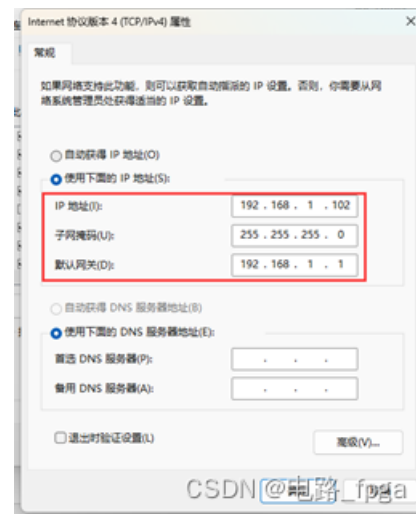 Internet 协议版本 4 (TCP/IPv4) 属性
常规
如果网络支持此功能，则可以获取自动指派的 IP 设置。否则，你需要从网
络系统管理员处获得适当的 IP 设置。
自动获得 IP 地址(O)
使用下面的 IP 地址(S):
IP 地址(I): 192 . 168 . 1 . 102
子网掩码(U): 255 . 255 . 255 . 0
默认网关(D): 192 . 168 . 1 . 1
自动获得 DNS 服务器地址(B)
使用下面的 DNS 服务器地址(E):
首选 DNS 服务器(P): . . .
备用 DNS 服务器(A): . . .
退出时验证设置(L)
高级(V)...
CSDN @电路_fpga